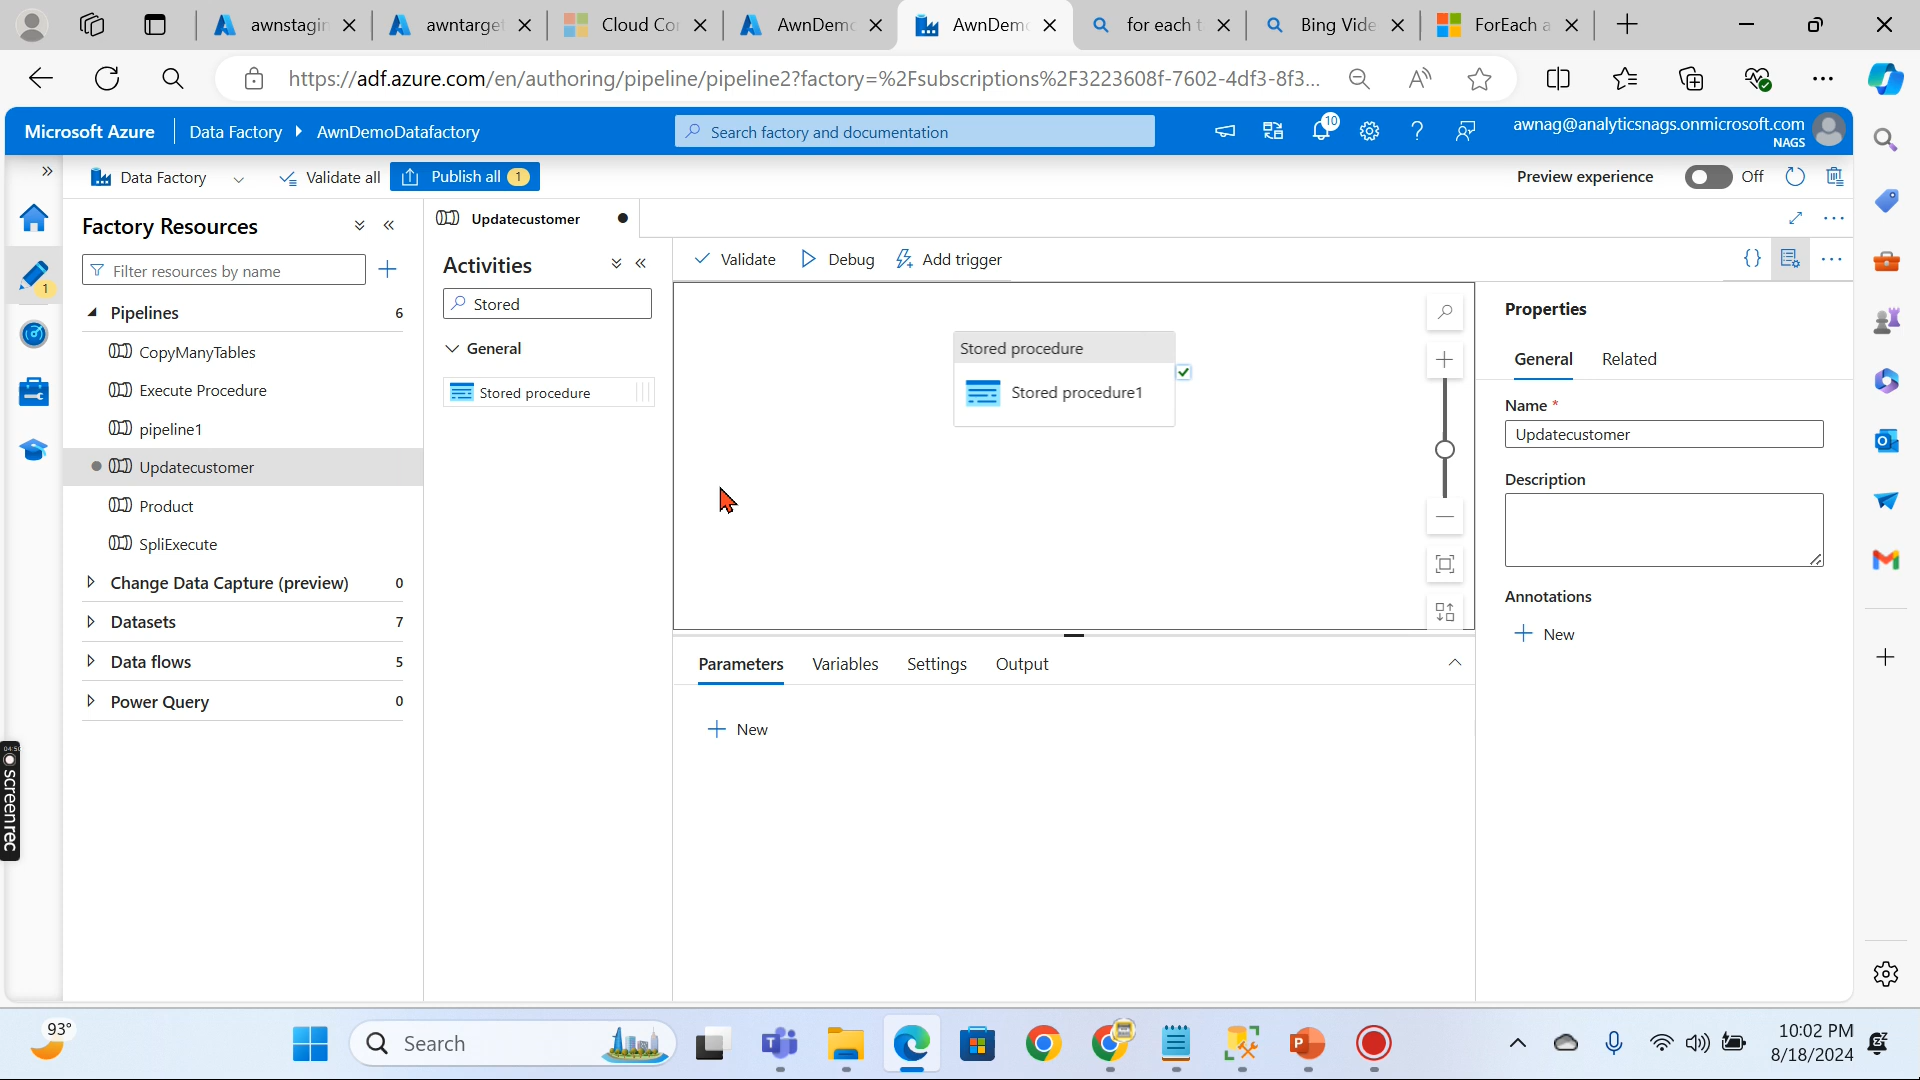 awnstagin
awntarget
Cloud Co
AwnDem
AwnDem
for each t
Bing Vide
ForEach a
https://adf.azure.com/en/authoring/pipeline/pipeline2?factory=%2Fsubscriptions%2F3223608f-7602-4df3-8f3...
Microsoft Azure
Data Factory
AwnDemoDatafactory
Search factory and documentation
10
awnag@analyticsnags.onmicrosoft.com
NAGS
Data Factory
Validate all
Publish all 1
Preview experience
Off
Factory Resources
Filter resources by name
1
Pipelines 6
CopyManyTables
Execute Procedure
pipeline1
Updatecustomer
Product
SpliExecute
Change Data Capture (preview) 0
Datasets 7
Data flows 5
Power Query 0
Updatecustomer
Activities
Stored
General
Stored procedure
Validate
Debug
Add trigger
Stored procedure
Stored procedure1
Parameters
Variables
Settings
Output
New
Properties
General
Related
Name *
Updatecustomer
Description
Annotations
New
screenrec
93°
Search
10:02 PM
8/18/2024